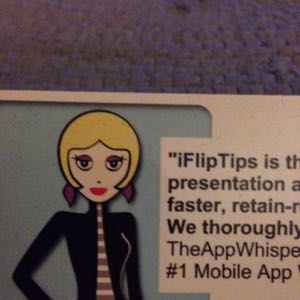 "iFlipTips is th
presentation a
faster, retain-r
We thoroughly
TheAppWhispe
#1 Mobile App